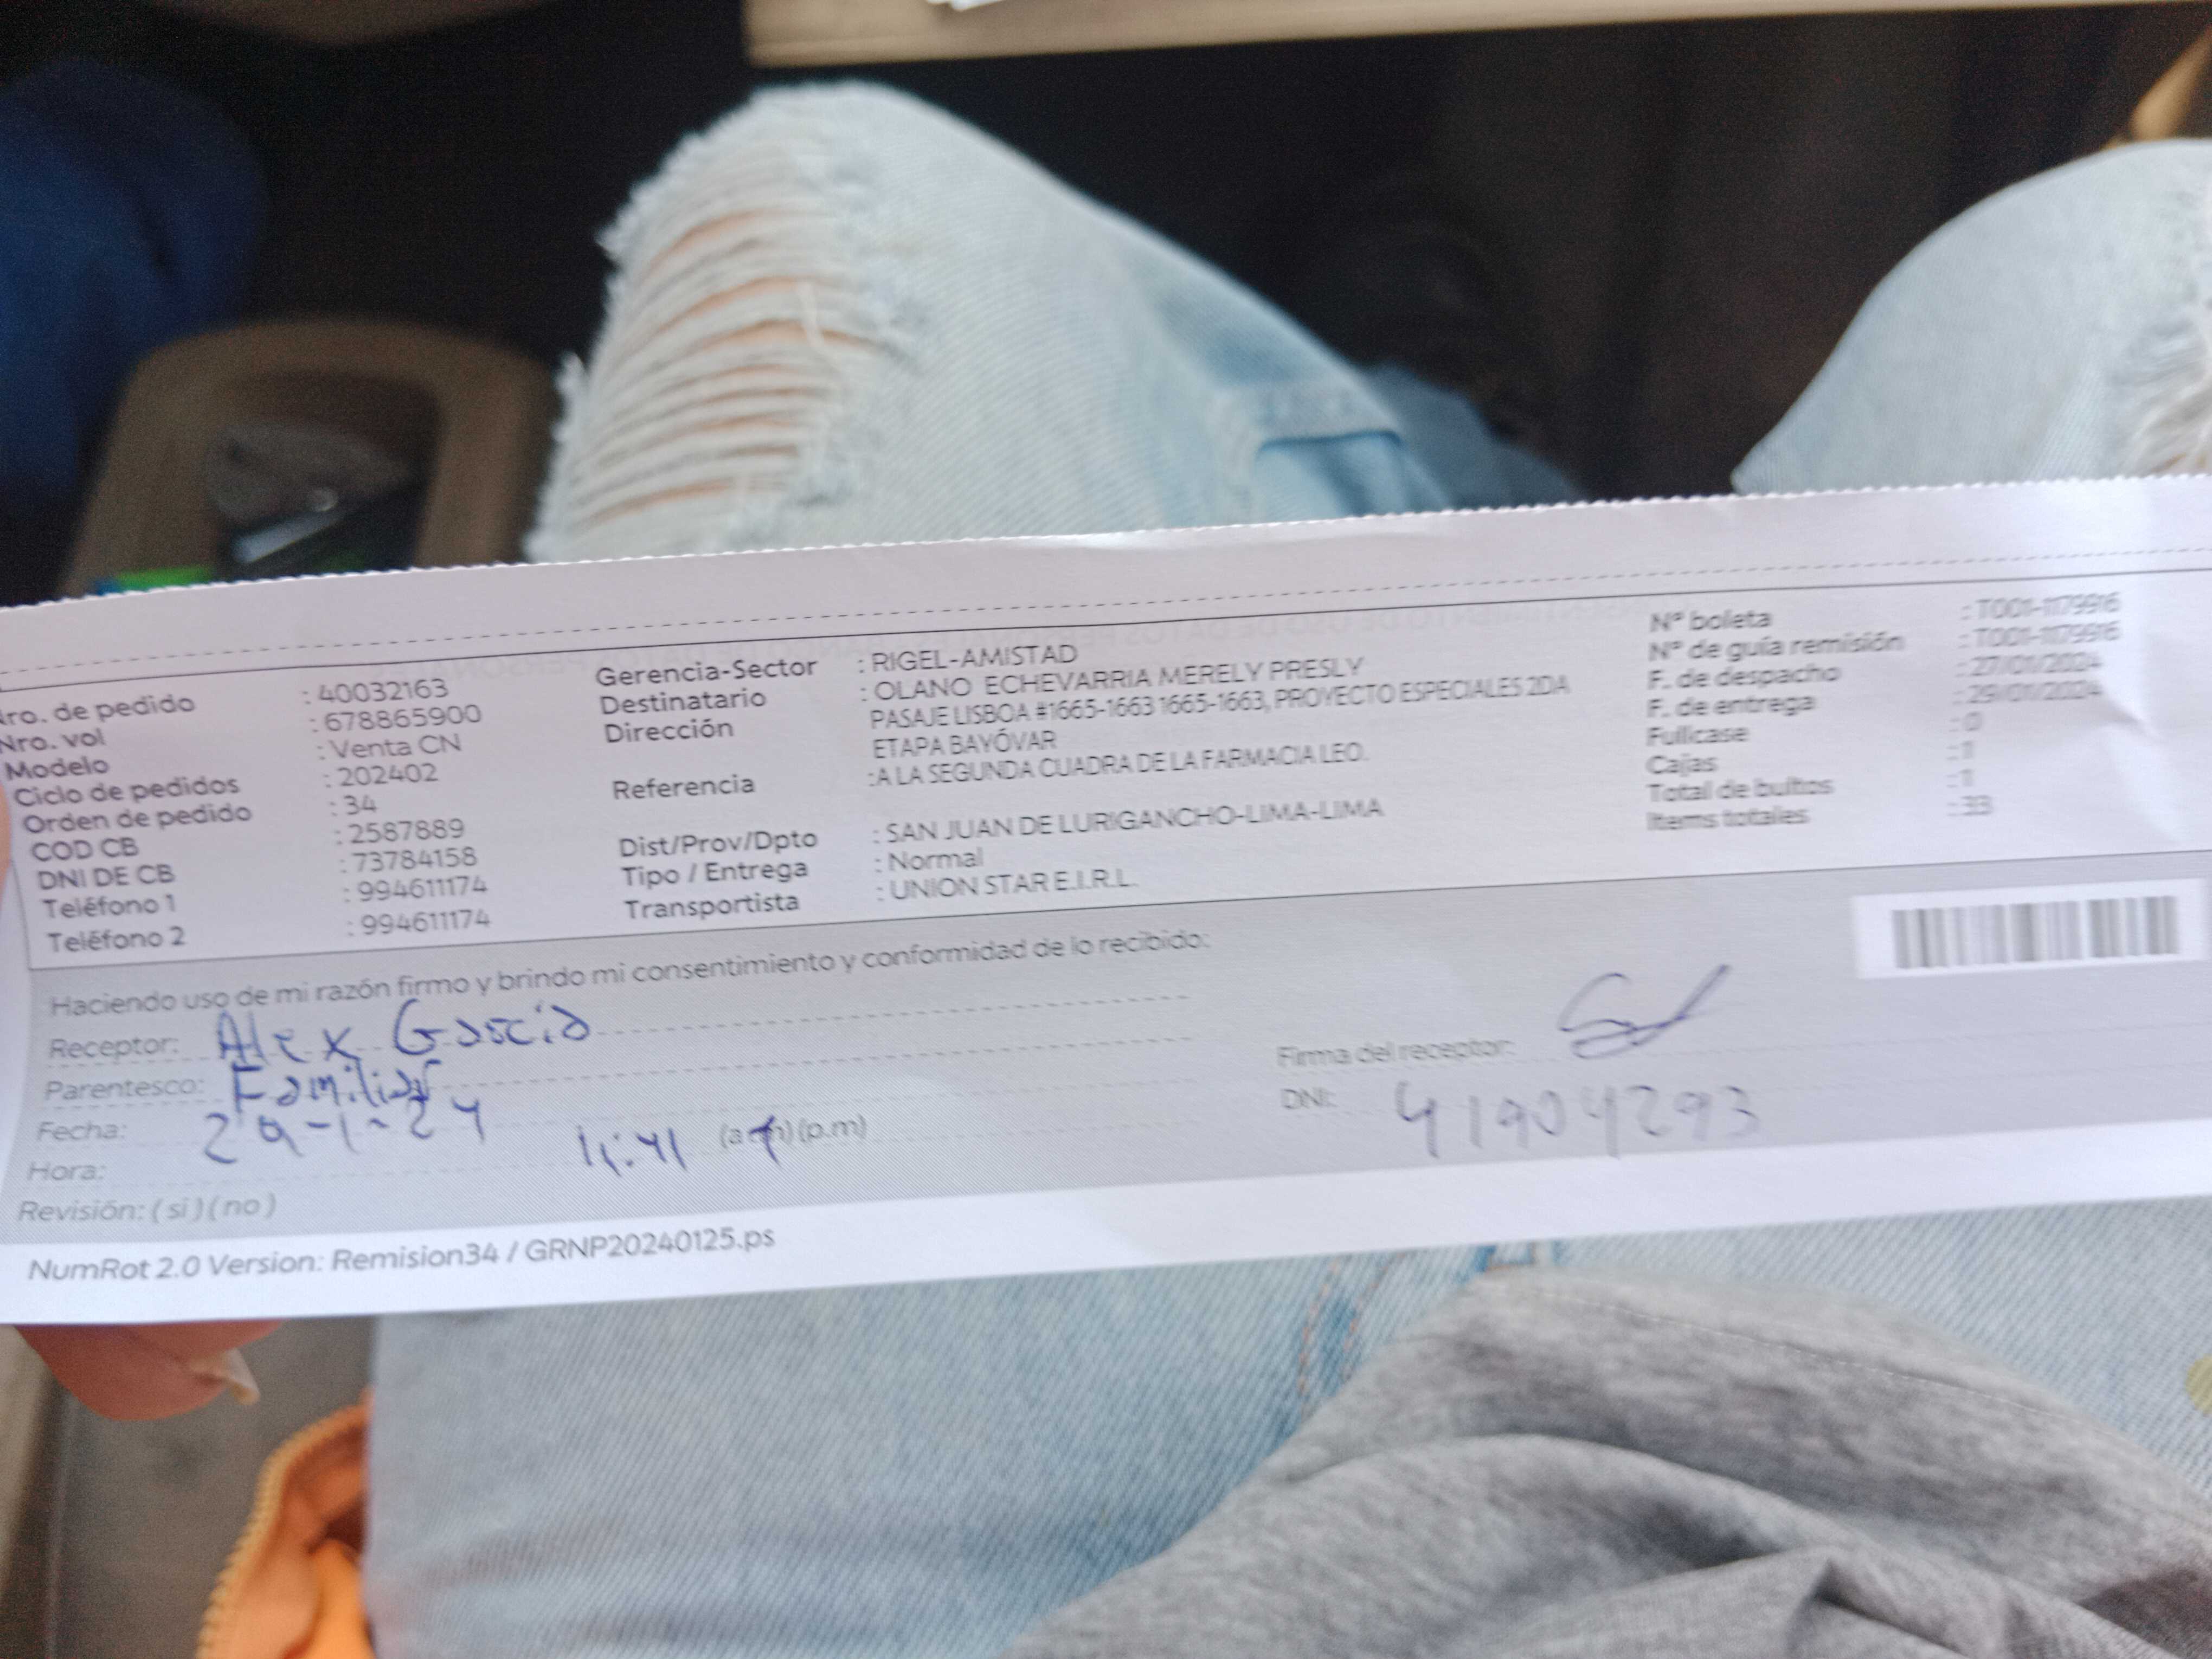 Nro. de pedido : 40032163
Nro. vol : 678865900
Modelo : Venta CN
Ciclo de pedidos : 202402
Orden de pedido : 34
COD CB : 2587889
DNI DE CB : 73784158
Teléfono 1 : 994611174
Teléfono 2 : 994611174
Gerencia-Sector : RIGEL-AMISTAD
Destinatario : OLANO ECHEVARRIA MERELY PRESLY
Dirección PASAJE LISBOA #1665-1663 1665-1663, PROYECTO ESPECIALES 2DA
ETAPA BAYÓVAR
Referencia :A LA SEGUNDA CUADRA DE LA FARMACIA LEO.
Dist/Prov/Dpto : SAN JUAN DE LURIGANCHO-LIMA-LIMA
Tipo / Entrega : Normal
Transportista : UNION STAR E.I.R.L.
Nº boleta : T001-1179916
Nº de guía remisión : T001-1179916
F. de despacho : 27/01/2024
F. de entrega : 29/01/2024
Fullcase : 0
Cajas : 1
Total de bultos : 1
Items totales : 33
Haciendo uso de mi razón firmo y brindo mi consentimiento y conformidad de lo recibido:
Receptor: Alex Garcia
Parentesco: Familiar
Fecha: 29-1-24
Hora: 11:41 (a.m) (p.m)
Revisión: ( si ) ( no )
Firma del receptor:
DNI: 41904293
NumRot 2.0 Version: Remision34 / GRNP20240125.ps